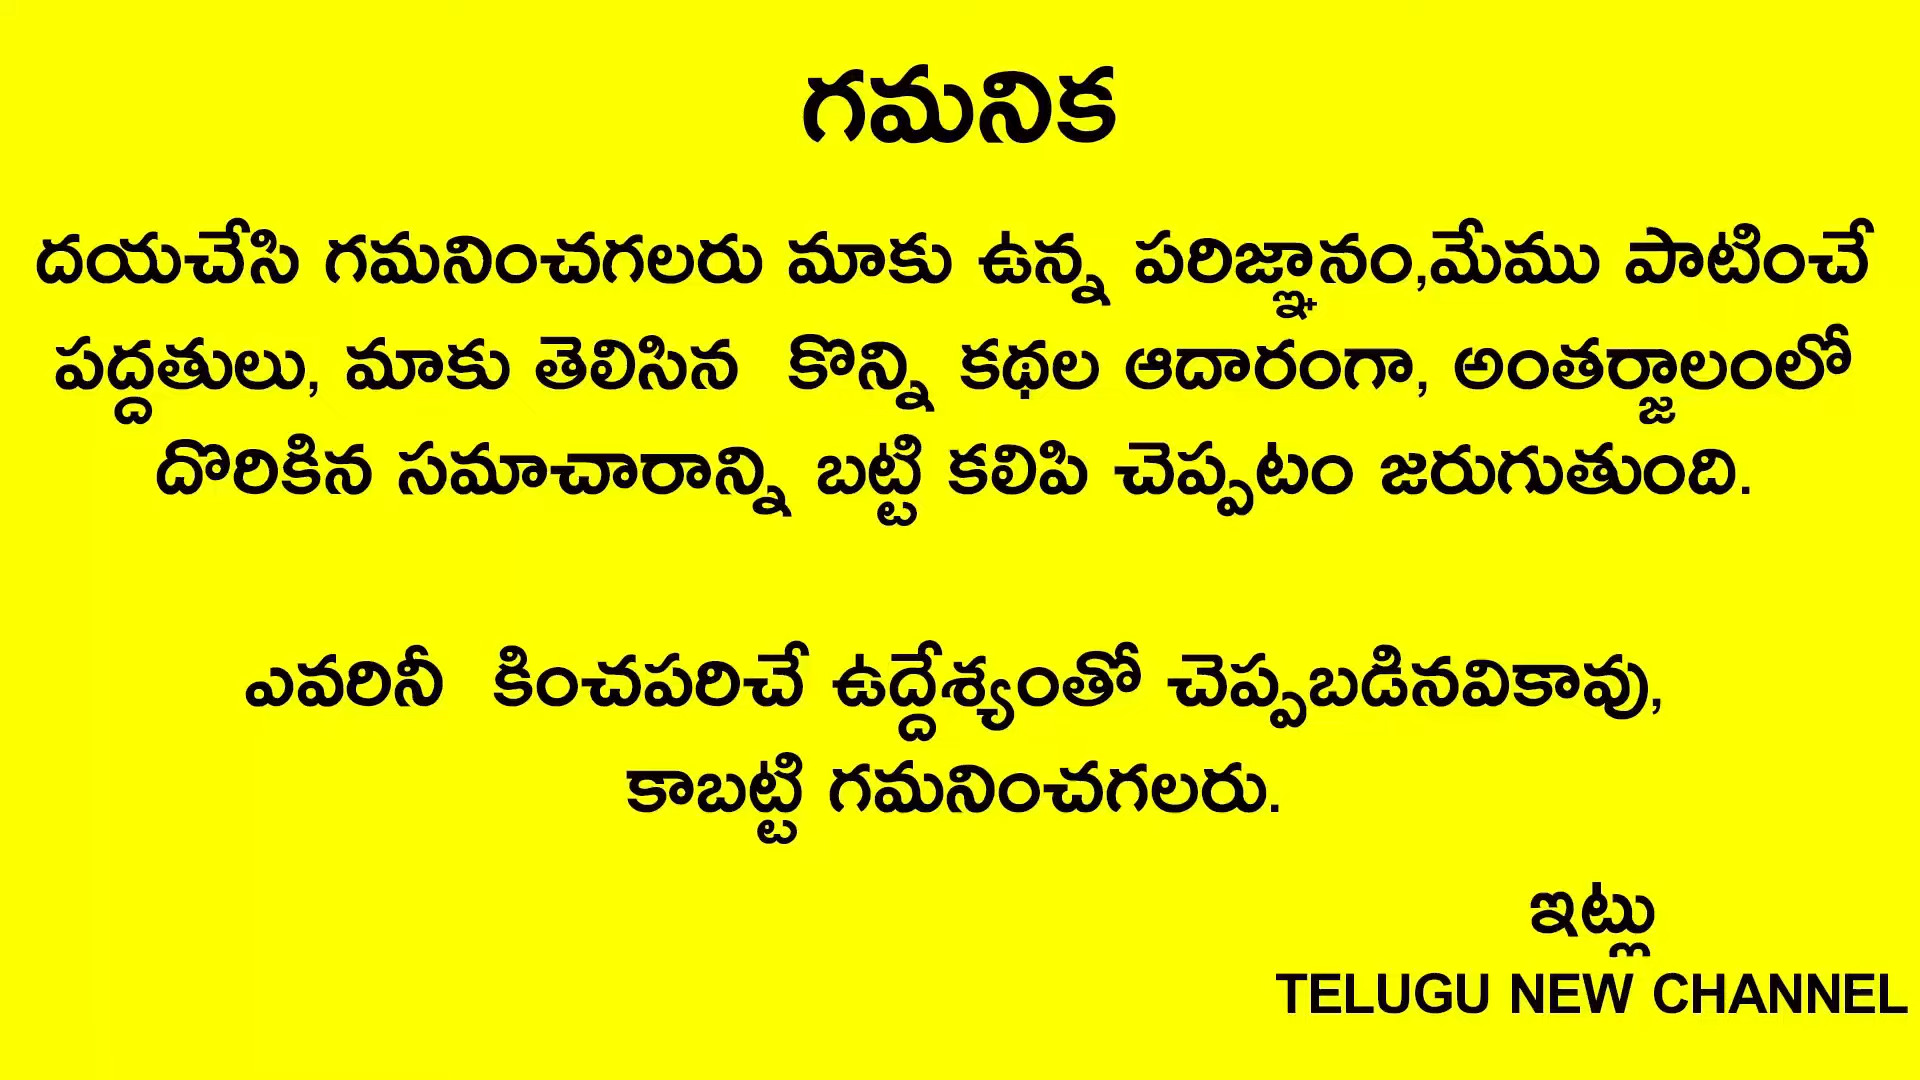 గమనిక
దయచేసి గమనించగలరు మాకు ఉన్న పరిజ్ఞానం,మేము పాటించే
పద్దతులు, మాకు తెలిసిన కొన్ని కథల ఆదారంగా, అంతర్జాలంలో
దొరికిన సమాచారాన్ని బట్టి కలిపి చెప్పటం జరుగుతుంది.
ఎవరినీ కించపరిచే ఉద్దేశ్యంతో చెప్పబడినవికావు,
కాబట్టి గమనించగలరు.
ఇట్లు
TELUGU NEW CHANNEL